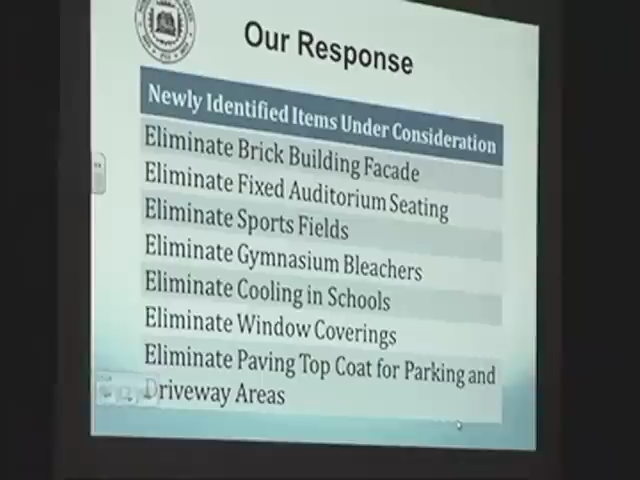 Our Response
Newly Identified Items Under Consideration
Eliminate Brick Building Facade
Eliminate Fixed Auditorium Seating
Eliminate Sports Fields
Eliminate Gymnasium Bleachers
Eliminate Cooling in Schools
Eliminate Window Coverings
Eliminate Paving Top Coat for Parking and
Driveway Areas